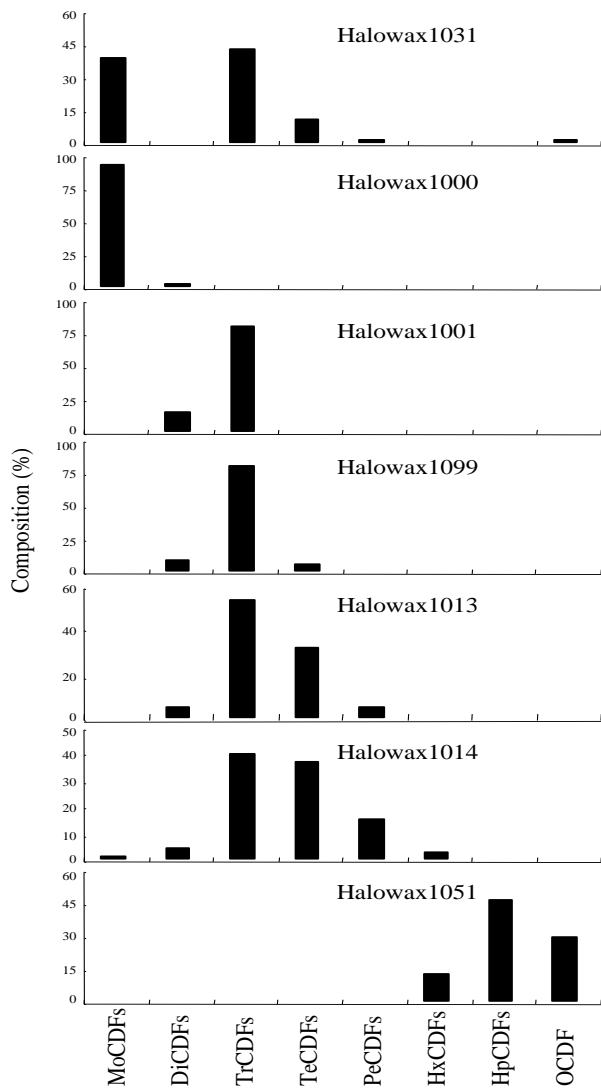 60
45
30
15
0
Halowax1031
100
75
50
25
0
Halowax1000
100
75
50
25
0
Halowax1001
100
75
50
25
0
Halowax1099
60
40
20
0
Halowax1013
50
40
30
20
10
0
Halowax1014
60
45
30
15
0
Halowax1051
Composition (%)
MoCDFs
DiCDFs
TrCDFs
TeCDFs
PeCDFs
HxCDFs
HpCDFs
OCDF